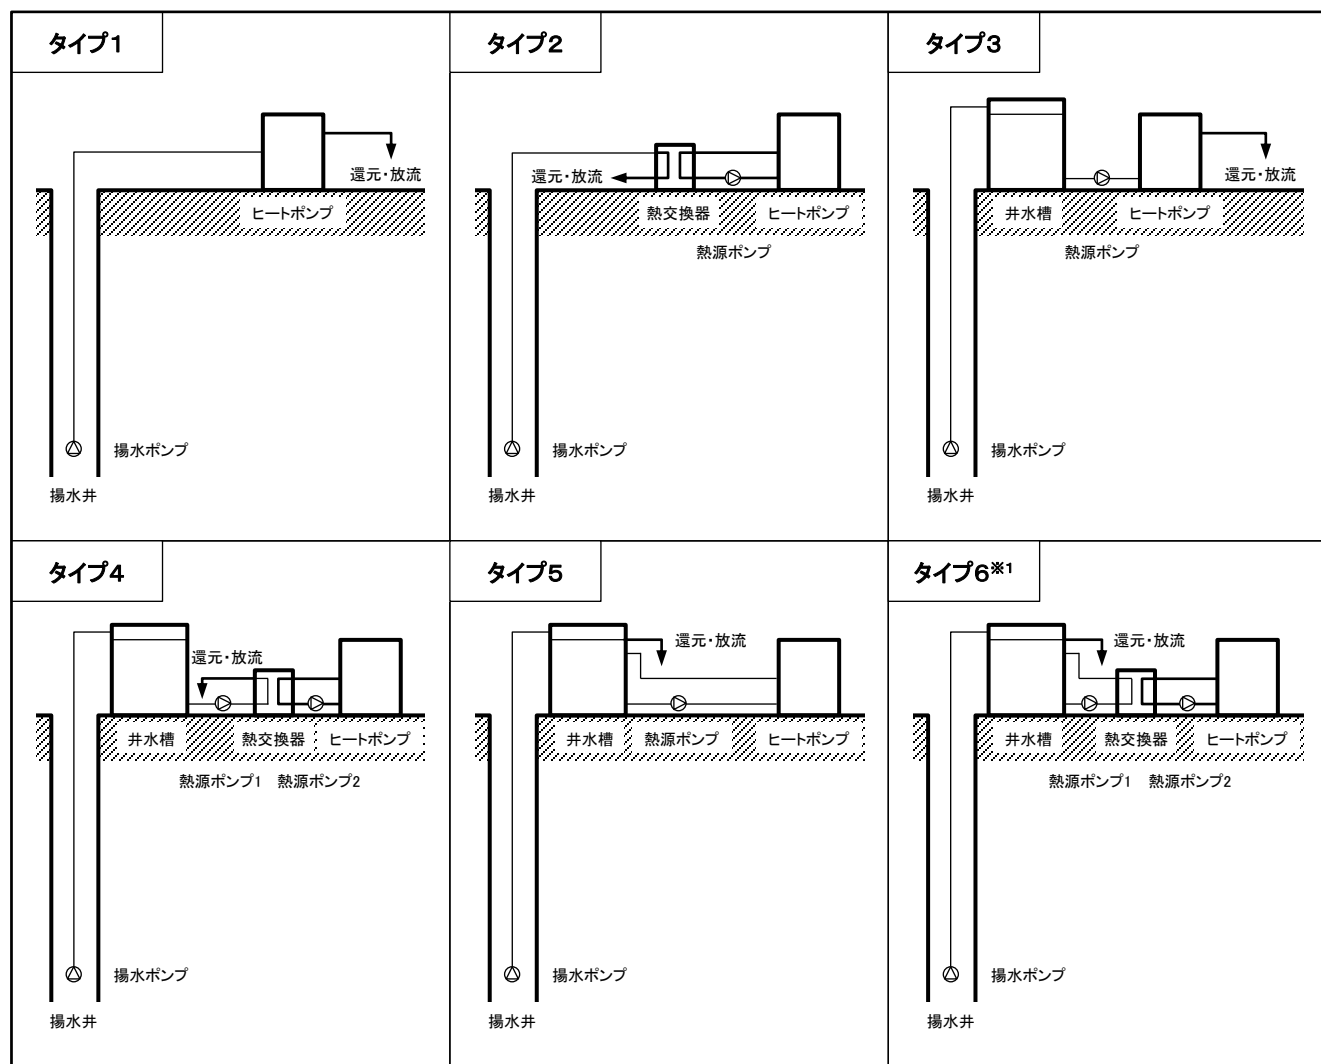 タイプ1
還元・放流
ヒートポンプ
揚水ポンプ
揚水井
タイプ2
還元・放流
熱交換器
ヒートポンプ
熱源ポンプ
揚水ポンプ
揚水井
タイプ3
還元・放流
井水槽
ヒートポンプ
熱源ポンプ
揚水ポンプ
揚水井
タイプ4
還元・放流
井水槽
熱交換器
ヒートポンプ
熱源ポンプ1
熱源ポンプ2
揚水ポンプ
揚水井
タイプ5
還元・放流
井水槽
熱源ポンプ
ヒートポンプ
揚水ポンプ
揚水井
タイプ6※1
還元・放流
井水槽
熱交換器
ヒートポンプ
熱源ポンプ1
熱源ポンプ2
揚水ポンプ
揚水井